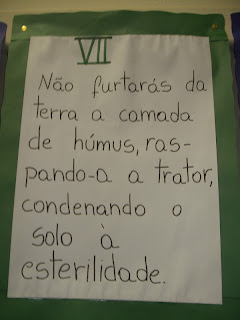 VII
Não furtarás da
terra a camada
de húmus, ras-
pando-a a trator,
condenando o
solo à
esterilidade.